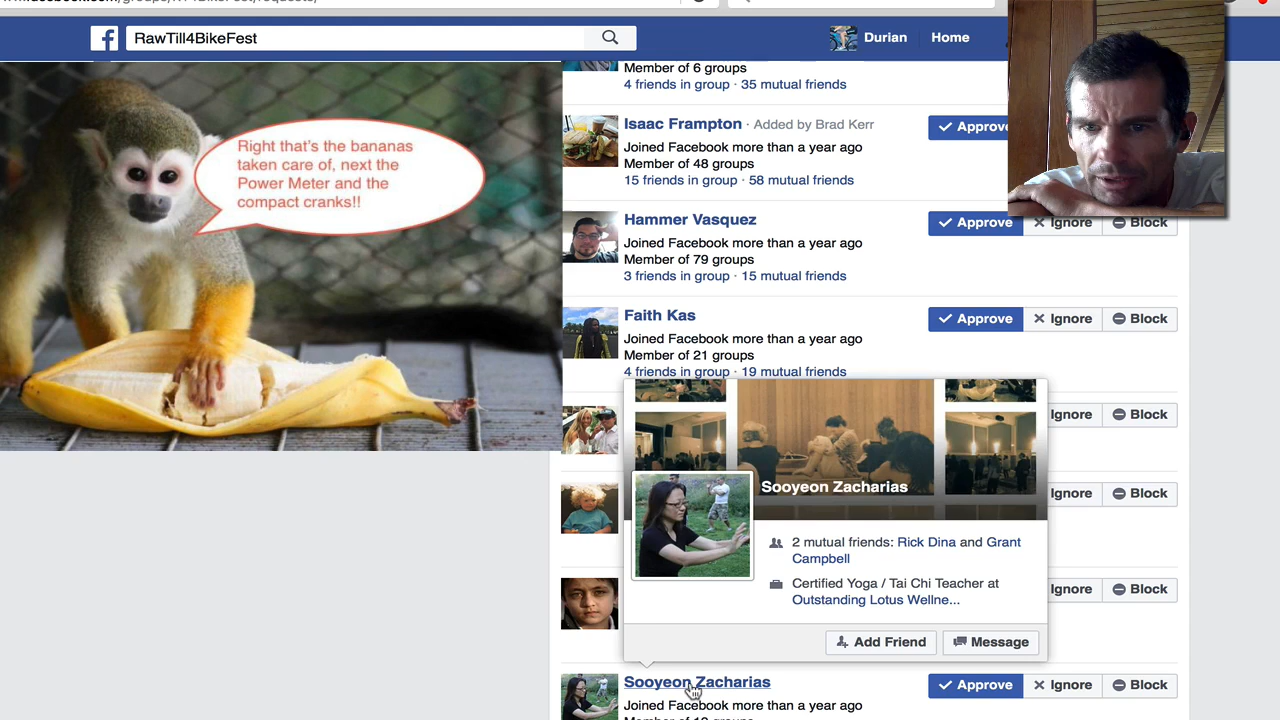 RawTill4BikeFest
Durian
Home
Right that's the bananas
taken care of, next the
Power Meter and the
compact cranks!!
Member of 6 groups
4 friends in group · 35 mutual friends
Isaac Frampton · Added by Brad Kerr
Joined Facebook more than a year ago
Member of 48 groups
15 friends in group · 58 mutual friends
Approve
Hammer Vasquez
Joined Facebook more than a year ago
Member of 79 groups
3 friends in group · 15 mutual friends
Approve Ignore Block
Faith Kas
Joined Facebook more than a year ago
Member of 21 groups
4 friends in group · 19 mutual friends
Approve Ignore Block
Ignore Block
Ignore Block
Ignore Block
Sooyeon Zacharias
2 mutual friends: Rick Dina and Grant
Campbell
Certified Yoga / Tai Chi Teacher at
Outstanding Lotus Wellne...
Add Friend Message
Sooyeon Zacharias
Joined Facebook more than a year ago
Approve Ignore Block